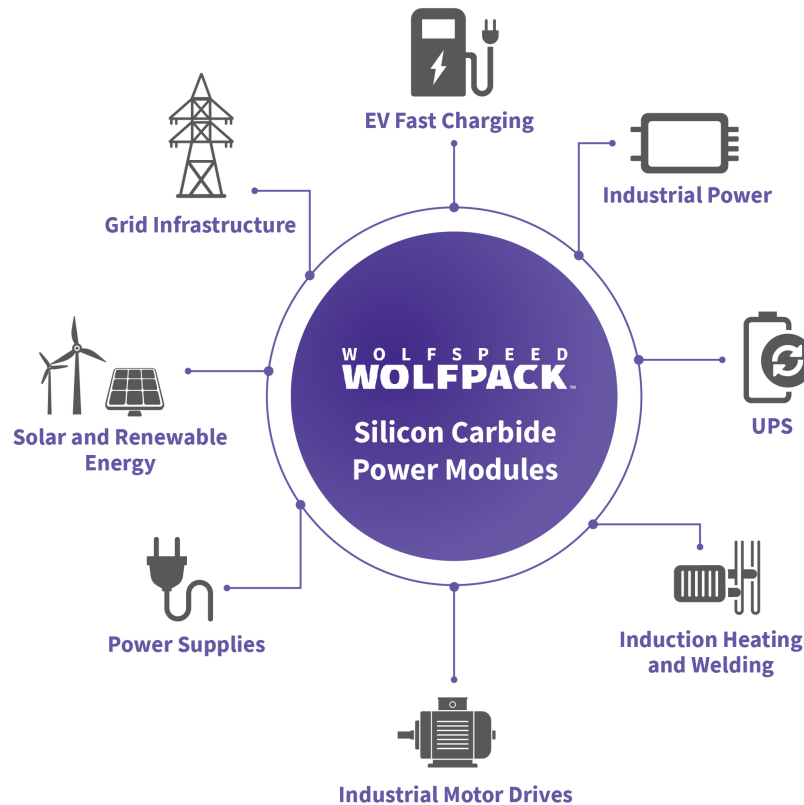 EV Fast Charging
Industrial Power
Grid Infrastructure
WOLFSPEED
WOLFPACK™
Silicon Carbide
Power Modules
UPS
Solar and Renewable
Energy
Induction Heating
and Welding
Power Supplies
Industrial Motor Drives